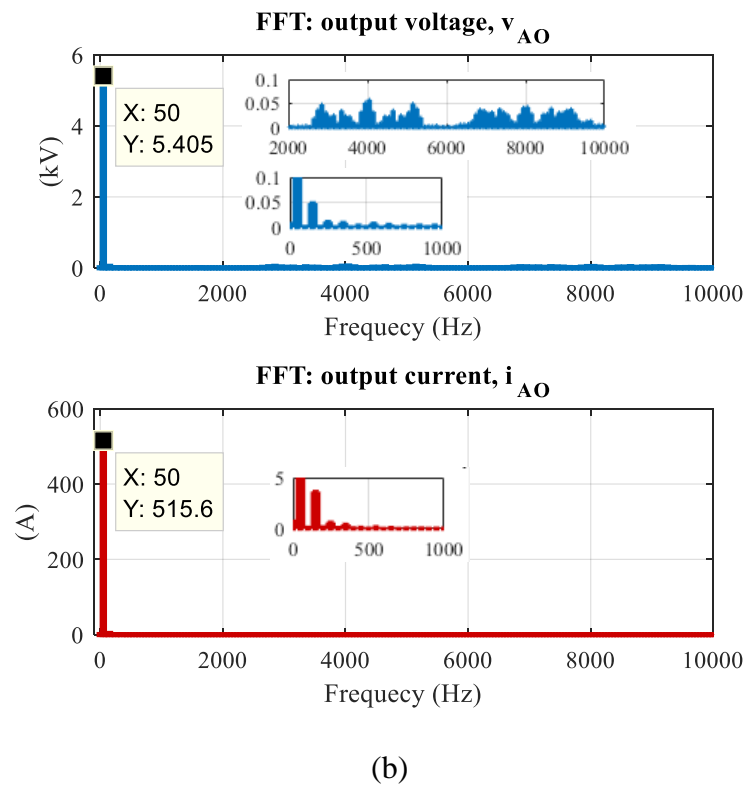 FFT: output voltage, v AO
6
4
2
0
(kV)
X: 50
Y: 5.405
0.1
0.05
0
2000 4000 6000 8000 10000
0.1
0.05
0
0 500 1000
0 2000 4000 6000 8000 10000
Frequecy (Hz)
FFT: output current, i AO
600
400
200
0
(A)
X: 50
Y: 515.6
5
0
0 500 1000
0 2000 4000 6000 8000 10000
Frequecy (Hz)
(b)